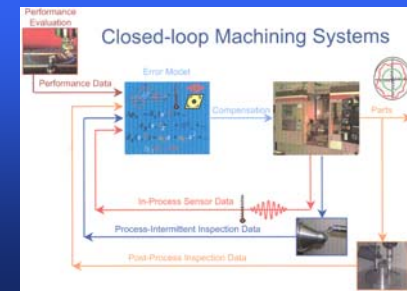 Performance
Evaluation
Closed-loop Machining Systems
Error Model
Performance Data
Compensation
Parts
In-Process Sensor Data
Process-Intermittent Inspection Data
Post-Process Inspection Data